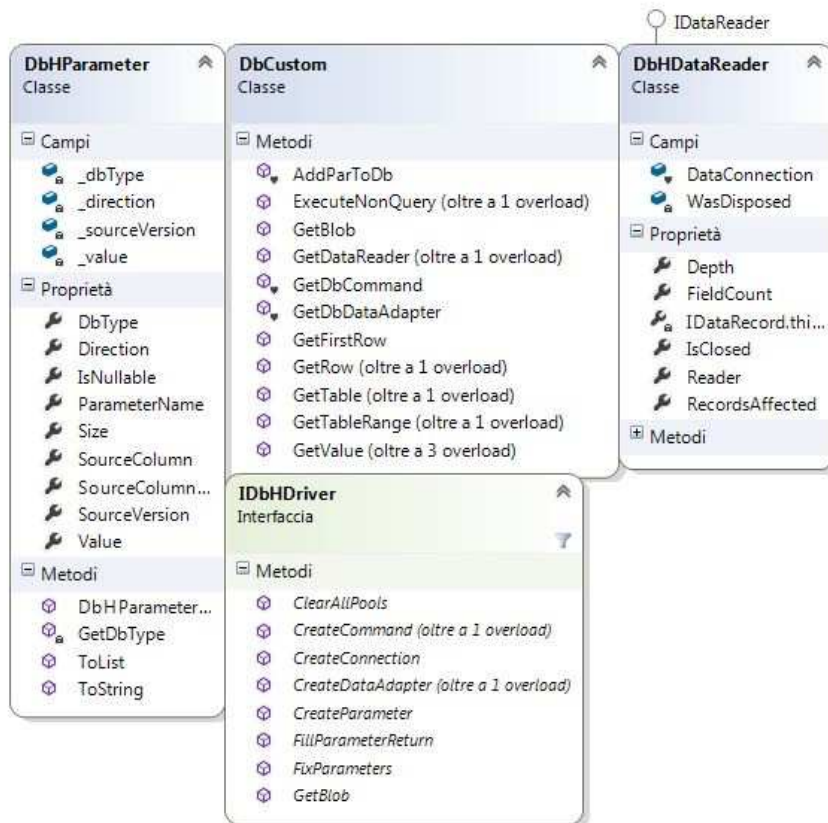 IDataReader
DbHParameter
Classe
Campi
_dbType
_direction
_sourceVersion
_value
Proprietà
DbType
Direction
IsNullable
ParameterName
Size
SourceColumn
SourceColumn...
SourceVersion
Value
Metodi
DbHParameter...
GetDbType
ToList
ToString
DbCustom
Classe
Metodi
AddParToDb
ExecuteNonQuery (oltre a 1 overload)
GetBlob
GetDataReader (oltre a 1 overload)
GetDbCommand
GetDbDataAdapter
GetFirstRow
GetRow (oltre a 1 overload)
GetTable (oltre a 1 overload)
GetTableRange (oltre a 1 overload)
GetValue (oltre a 3 overload)
IDbHDriver
Interfaccia
Metodi
ClearAllPools
CreateCommand (oltre a 1 overload)
CreateConnection
CreateDataAdapter (oltre a 1 overload)
CreateParameter
FillParameterReturn
FixParameters
GetBlob
DbHDataReader
Classe
Campi
DataConnection
WasDisposed
Proprietà
Depth
FieldCount
IDataRecord.thi...
IsClosed
Reader
RecordsAffected
Metodi